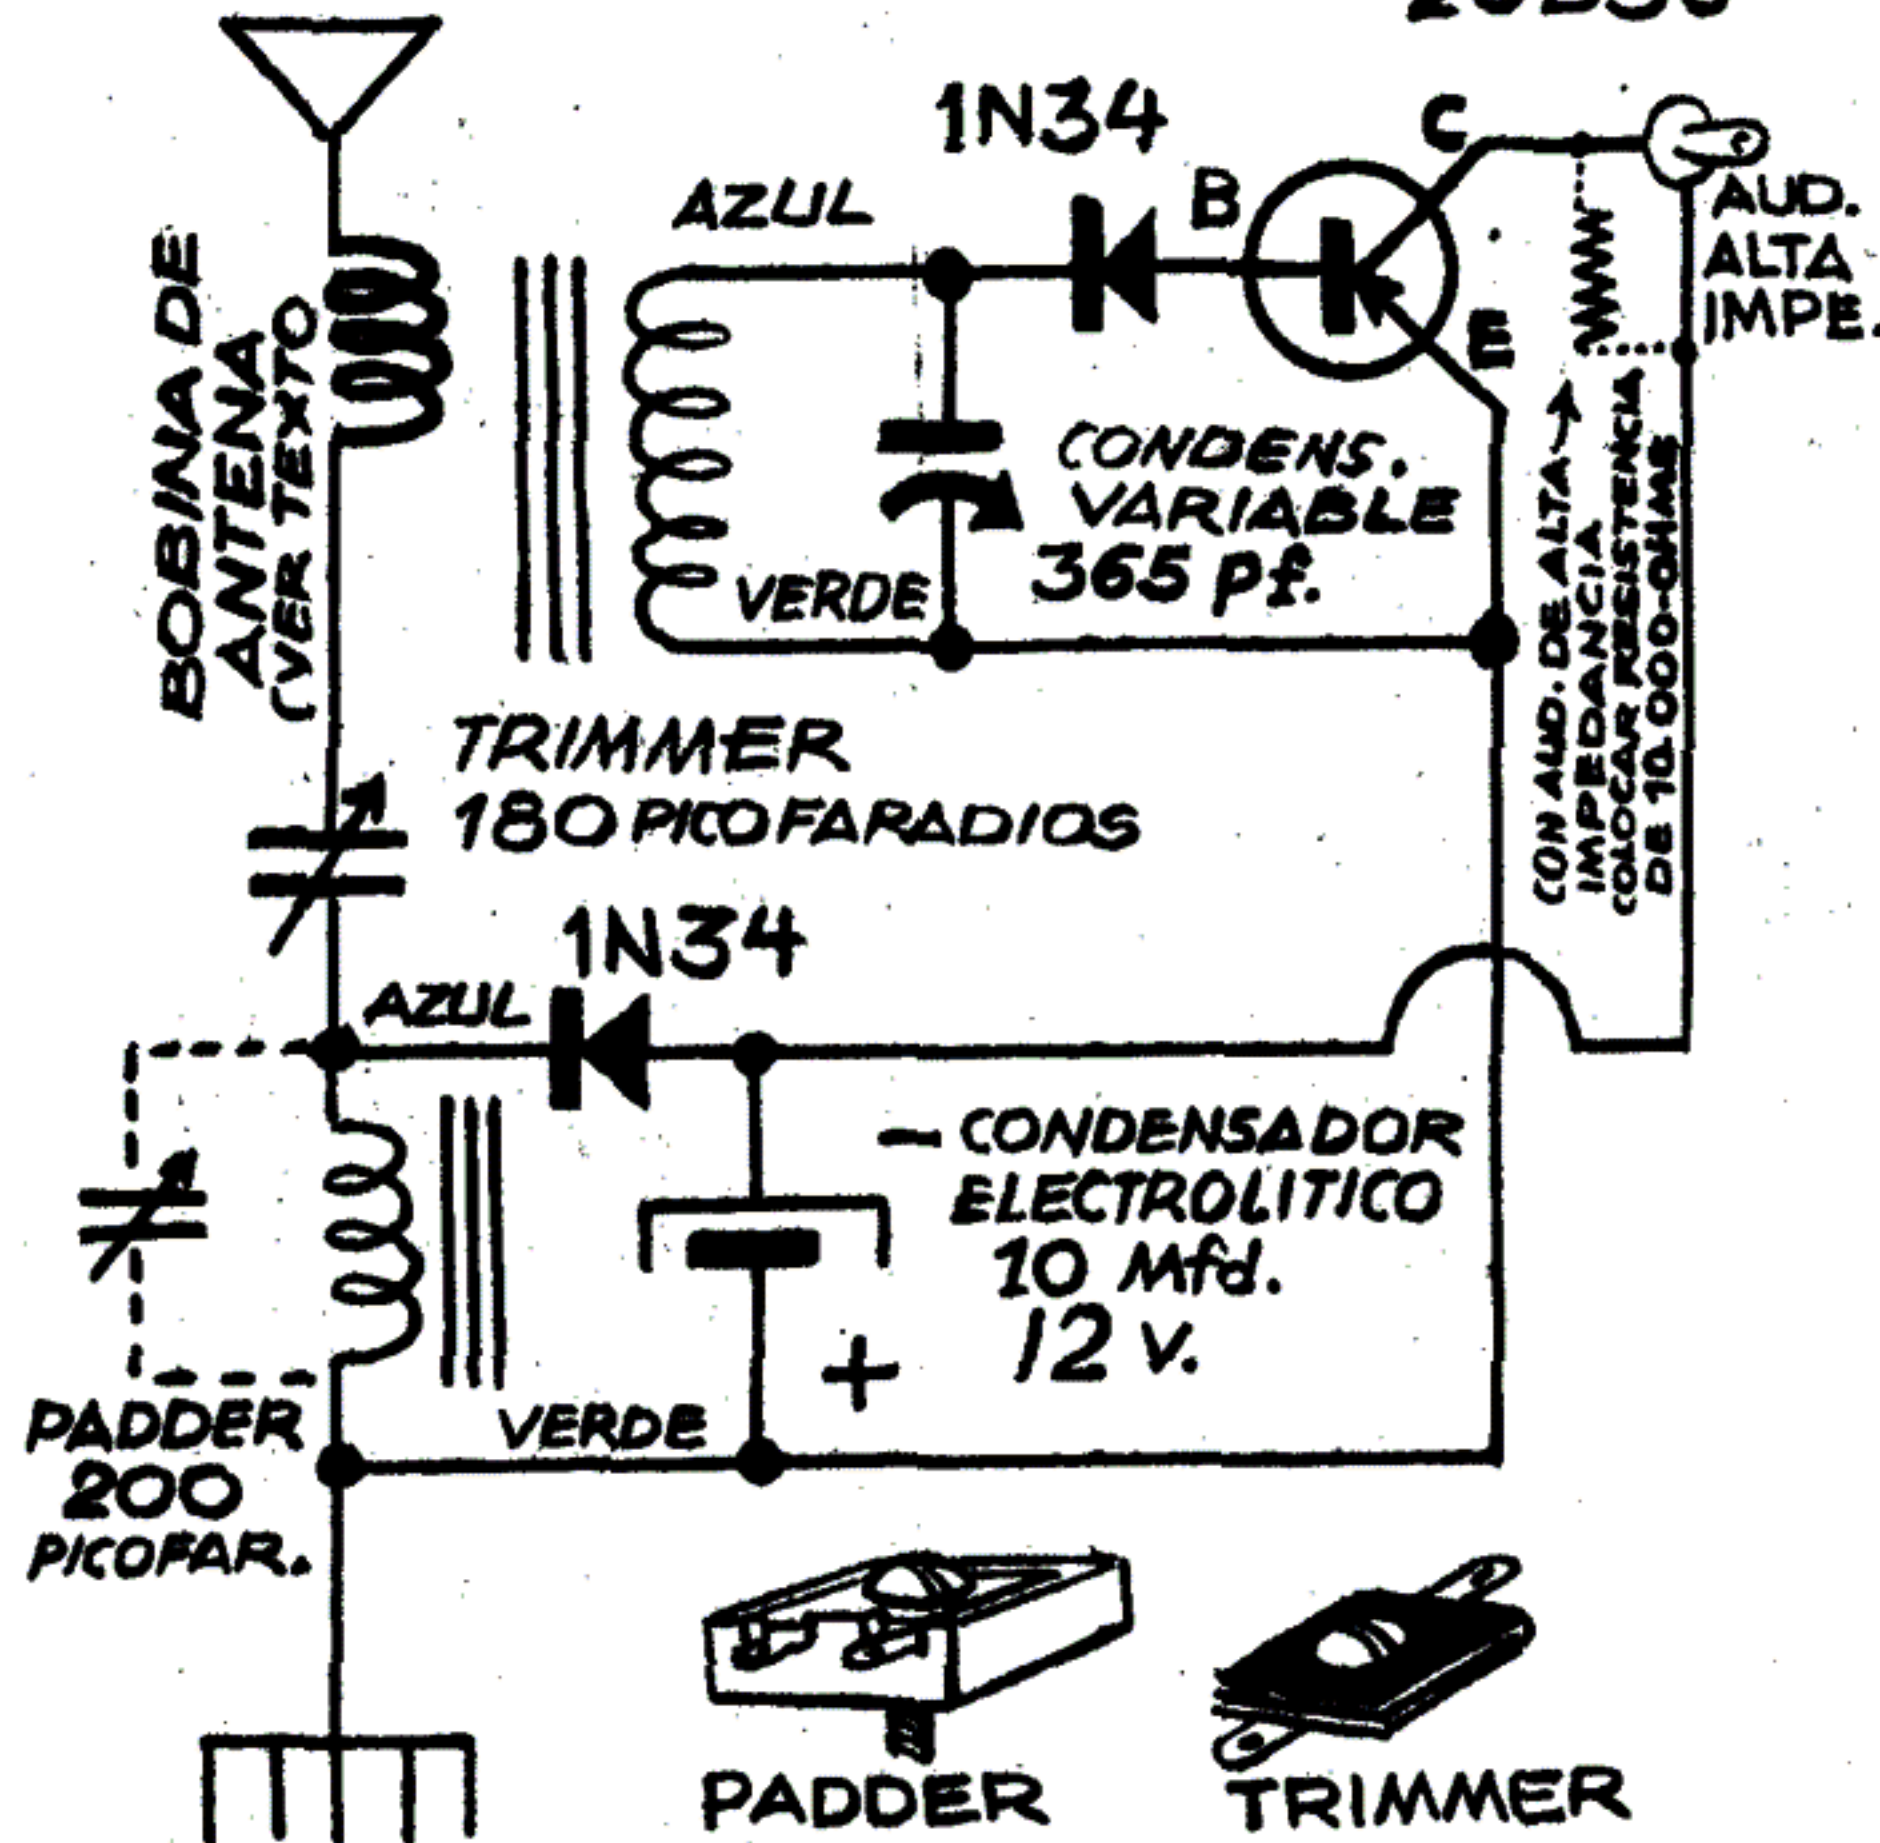 1N34
C
B
AZUL
E
AUD.
ALTA
IMPE.
BOBINA DE
ANTENA
(VER TEXTO
CONDENS.
VARIABLE
365 pf.
VERDE
CON AUD. DE ALTA
IMPEDANCIA
COLOCAR RESISTENCIA
DE 10.000-OHMS
TRIMMER
180 PICOFARADIOS
1N34
AZUL
- CONDENSADOR
ELECTROLITICO
10 Mfd.
12 v.
+
PADDER
200
PICOFAR.
VERDE
PADDER
TRIMMER